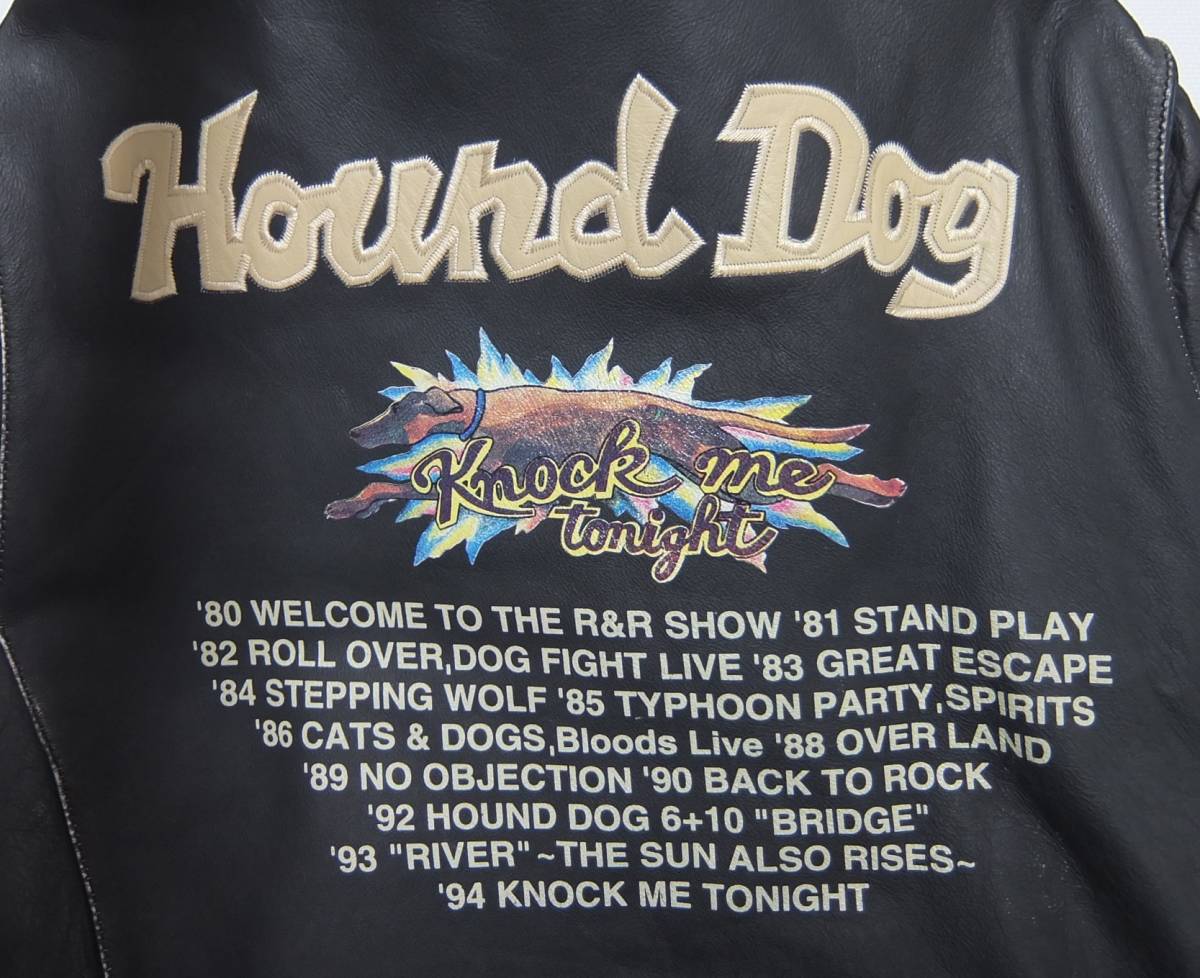 Hound Dog
Knock me
tonight
'80 WELCOME TO THE R&R SHOW '81 STAND PLAY
'82 ROLL OVER,DOG FIGHT LIVE '83 GREAT ESCAPE
'84 STEPPING WOLF '85 TYPHOON PARTY,SPIRITS
'86 CATS & DOGS,Bloods Live '88 OVER LAND
'89 NO OBJECTION '90 BACK TO ROCK
'92 HOUND DOG 6+10 "BRIDGE"
'93 "RIVER" ~THE SUN ALSO RISES~
'94 KNOCK ME TONIGHT